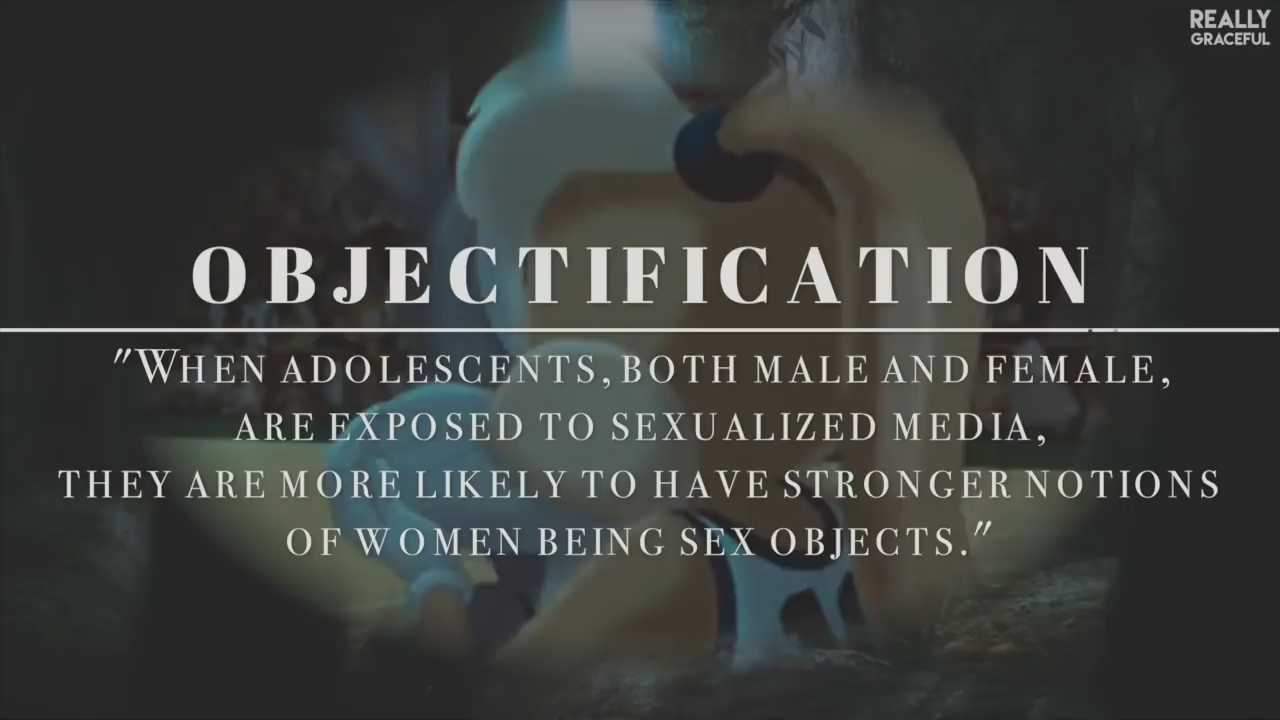 REALLY
GRACEFUL
OBJECTIFICATION
"WHEN ADOLESCENTS, BOTH MALE AND FEMALE,
ARE EXPOSED TO SEXUALIZED MEDIA,
THEY ARE MORE LIKELY TO HAVE STRONGER NOTIONS
OF WOMEN BEING SEX OBJECTS."